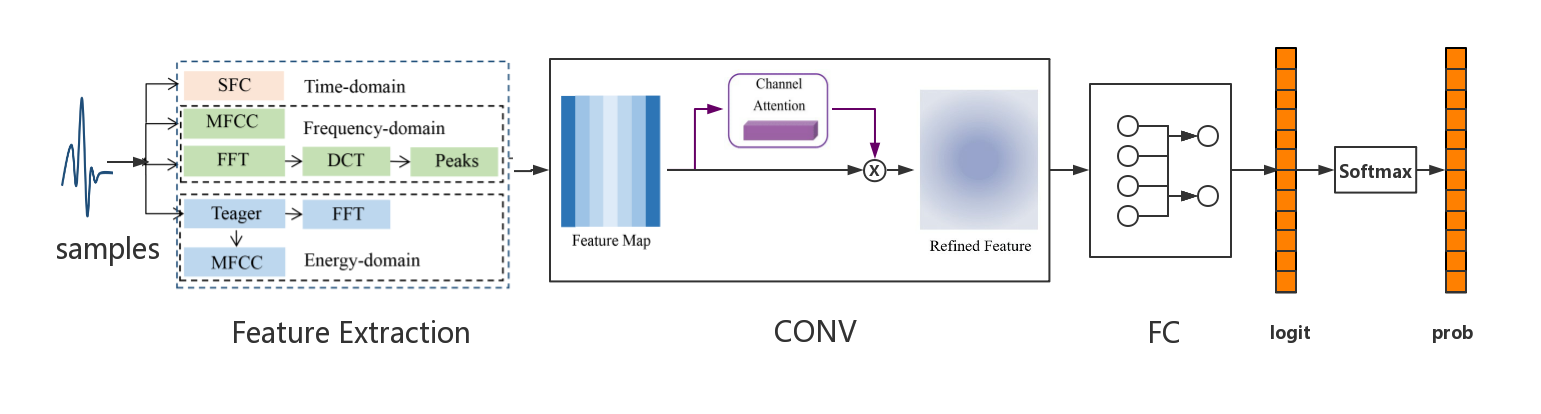 SFC
Time-domain
MFCC
Frequency-domain
FFT
DCT
Peaks
Teager
FFT
MFCC
Energy-domain
samples
Feature Extraction
Channel
Attention
X
Feature Map
Refined Feature
CONV
FC
logit
Softmax
prob